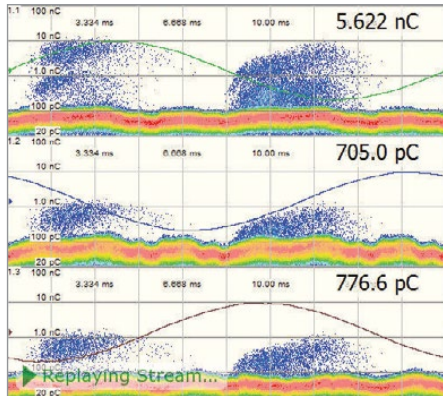 1.1 100 nC 3.334 ms 6.668 ms 10.00 ms 5.622 nC
10 nC
1.0 nC
100 pC
20 pC
1.2 100 nC 3.334 ms 6.668 ms 10.00 ms 705.0 pC
10 nC
1.0 nC
100 pC
20 pC
1.3 100 nC 3.334 ms 6.668 ms 10.00 ms 776.6 pC
10 nC
1.0 nC
Replaying Stream...
20 pC